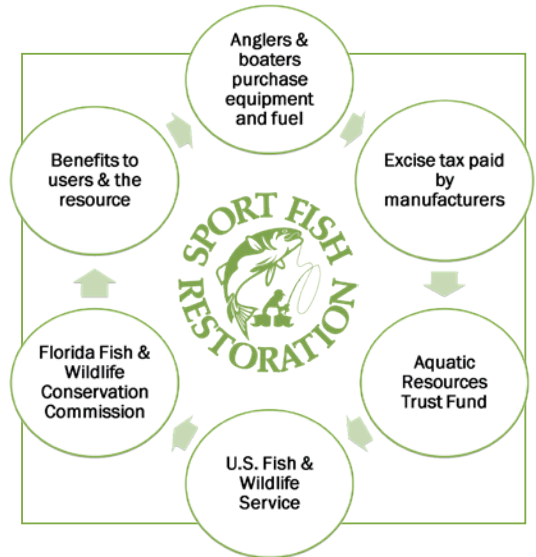 Anglers &
boaters
purchase
equipment
and fuel
Excise tax paid
by
manufacturers
Aquatic
Resources
Trust Fund
U.S. Fish &
Wildlife
Service
Florida Fish &
Wildlife
Conservation
Commission
Benefits to
users & the
resource
SPORT FISH
RESTORATION